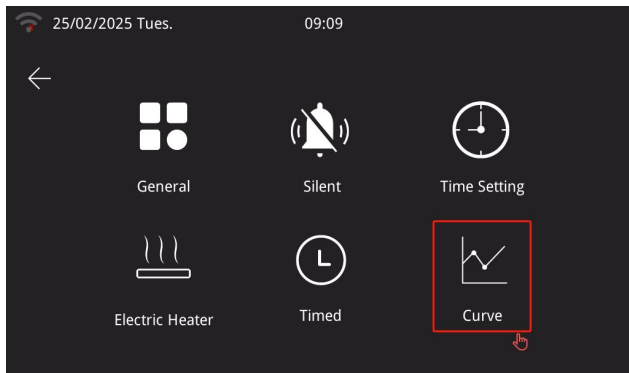 25/02/2025 Tues. 09:09
General Silent Time Setting
Electric Heater Timed Curve